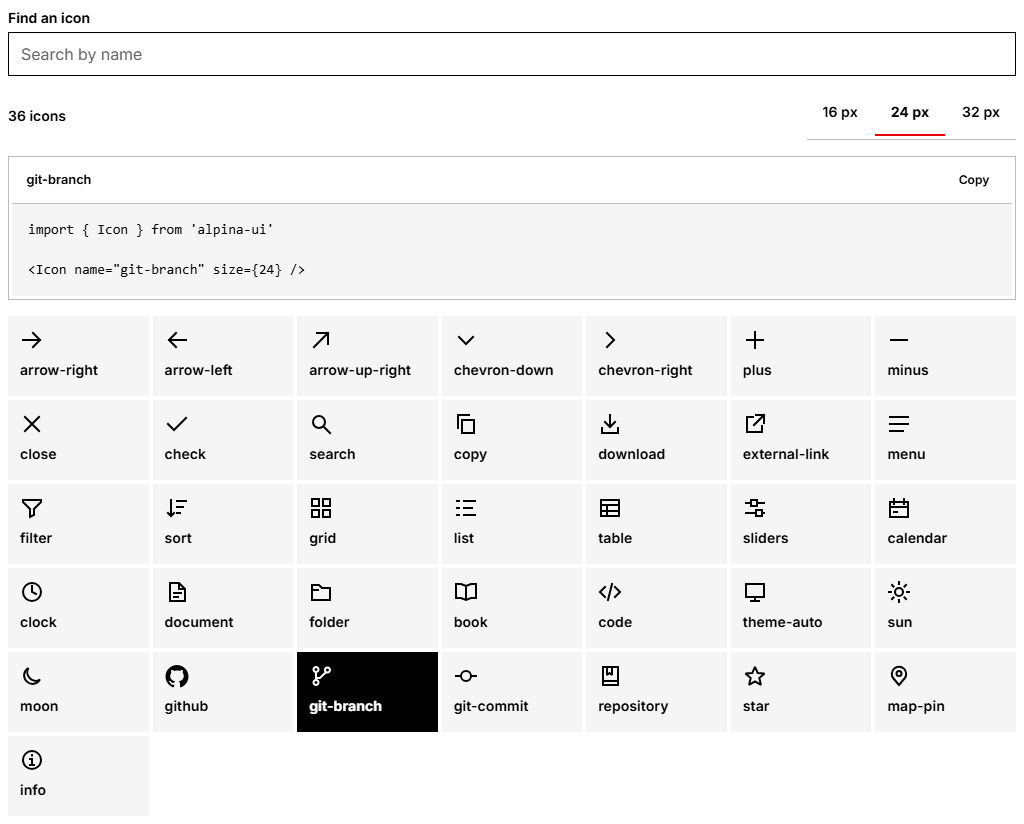 Find an icon
Search by name
36 icons
16 px 24 px 32 px
git-branch Copy
import { Icon } from 'alpina-ui'
<Icon name="git-branch" size={24} />
arrow-right arrow-left arrow-up-right chevron-down chevron-right plus minus
close check search copy download external-link menu
filter sort grid list table sliders calendar
clock document folder book code theme-auto sun
moon github git-branch git-commit repository star map-pin
info